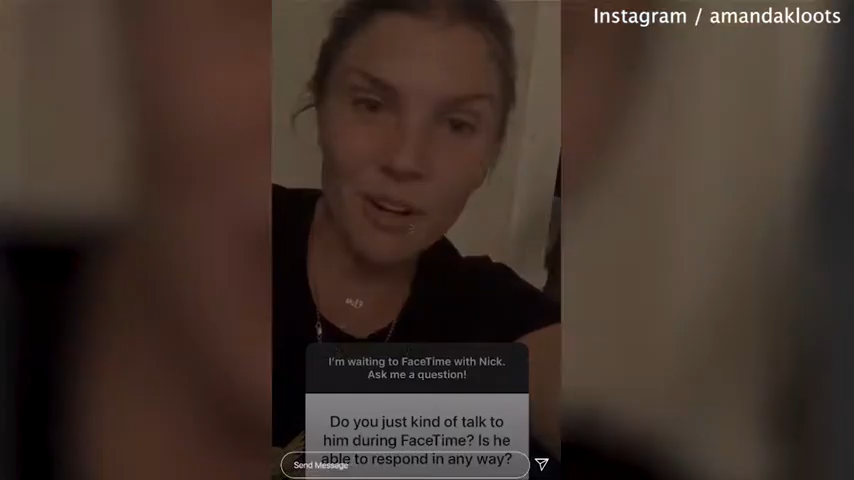 Instagram / amandakloots
I'm waiting to FaceTime with Nick.
Ask me a question!
Do you just kind of talk to
him during FaceTime? Is he
able to respond in any way?
Send Message